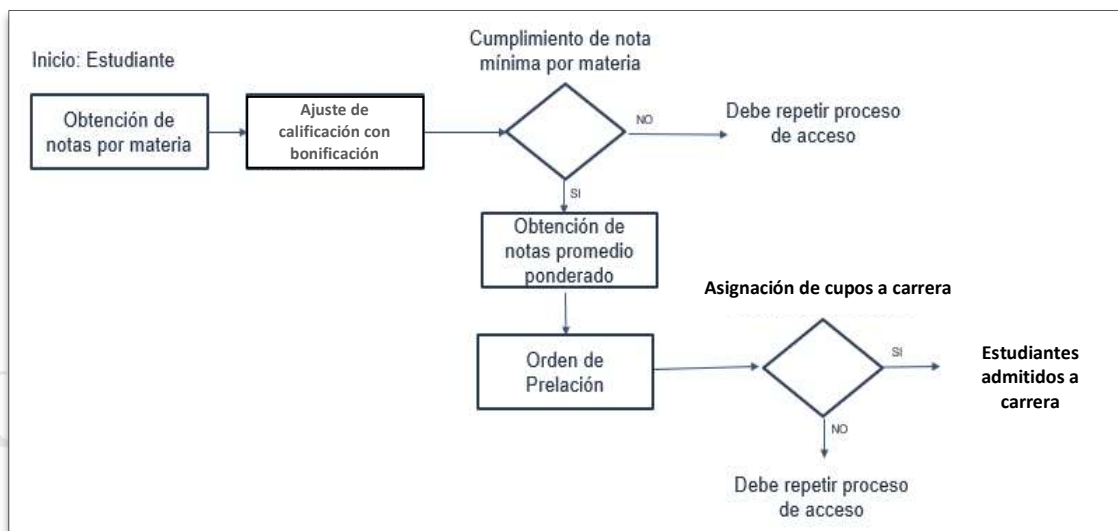 Inicio: Estudiante
Obtención de
notas por materia
Ajuste de
calificación con
bonificación
Cumplimiento de nota
mínima por materia
NO
Debe repetir proceso
de acceso
SI
Obtención de
notas promedio
ponderado
Orden de
Prelación
Asignación de cupos a carrera
SI
Estudiantes
admitidos a
carrera
NO
Debe repetir proceso
de acceso